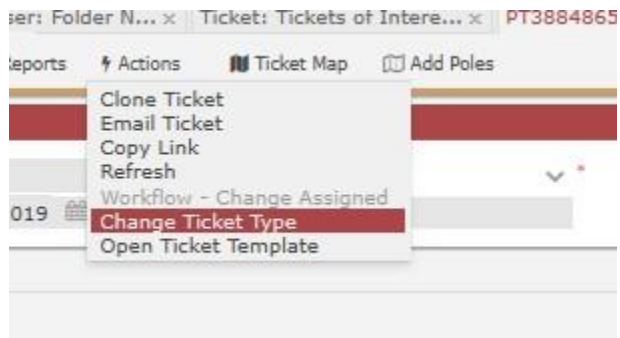 ser: Folder N... × Ticket: Tickets of Intere... × PT3884865
Reports Actions Ticket Map Add Poles
Clone Ticket
Email Ticket
Copy Link
Refresh
Workflow - Change Assigned
*
019
Change Ticket Type
Open Ticket Template